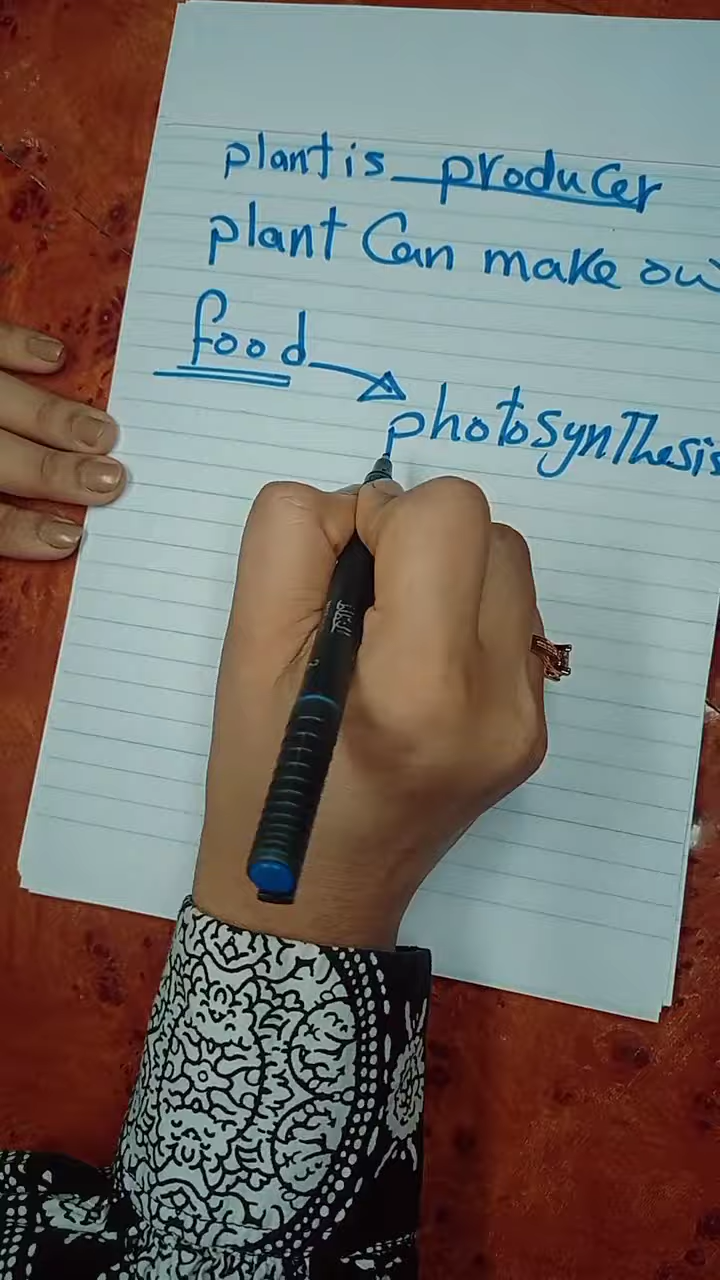 plant is producer
plant Can make ow
food
photosynthesis